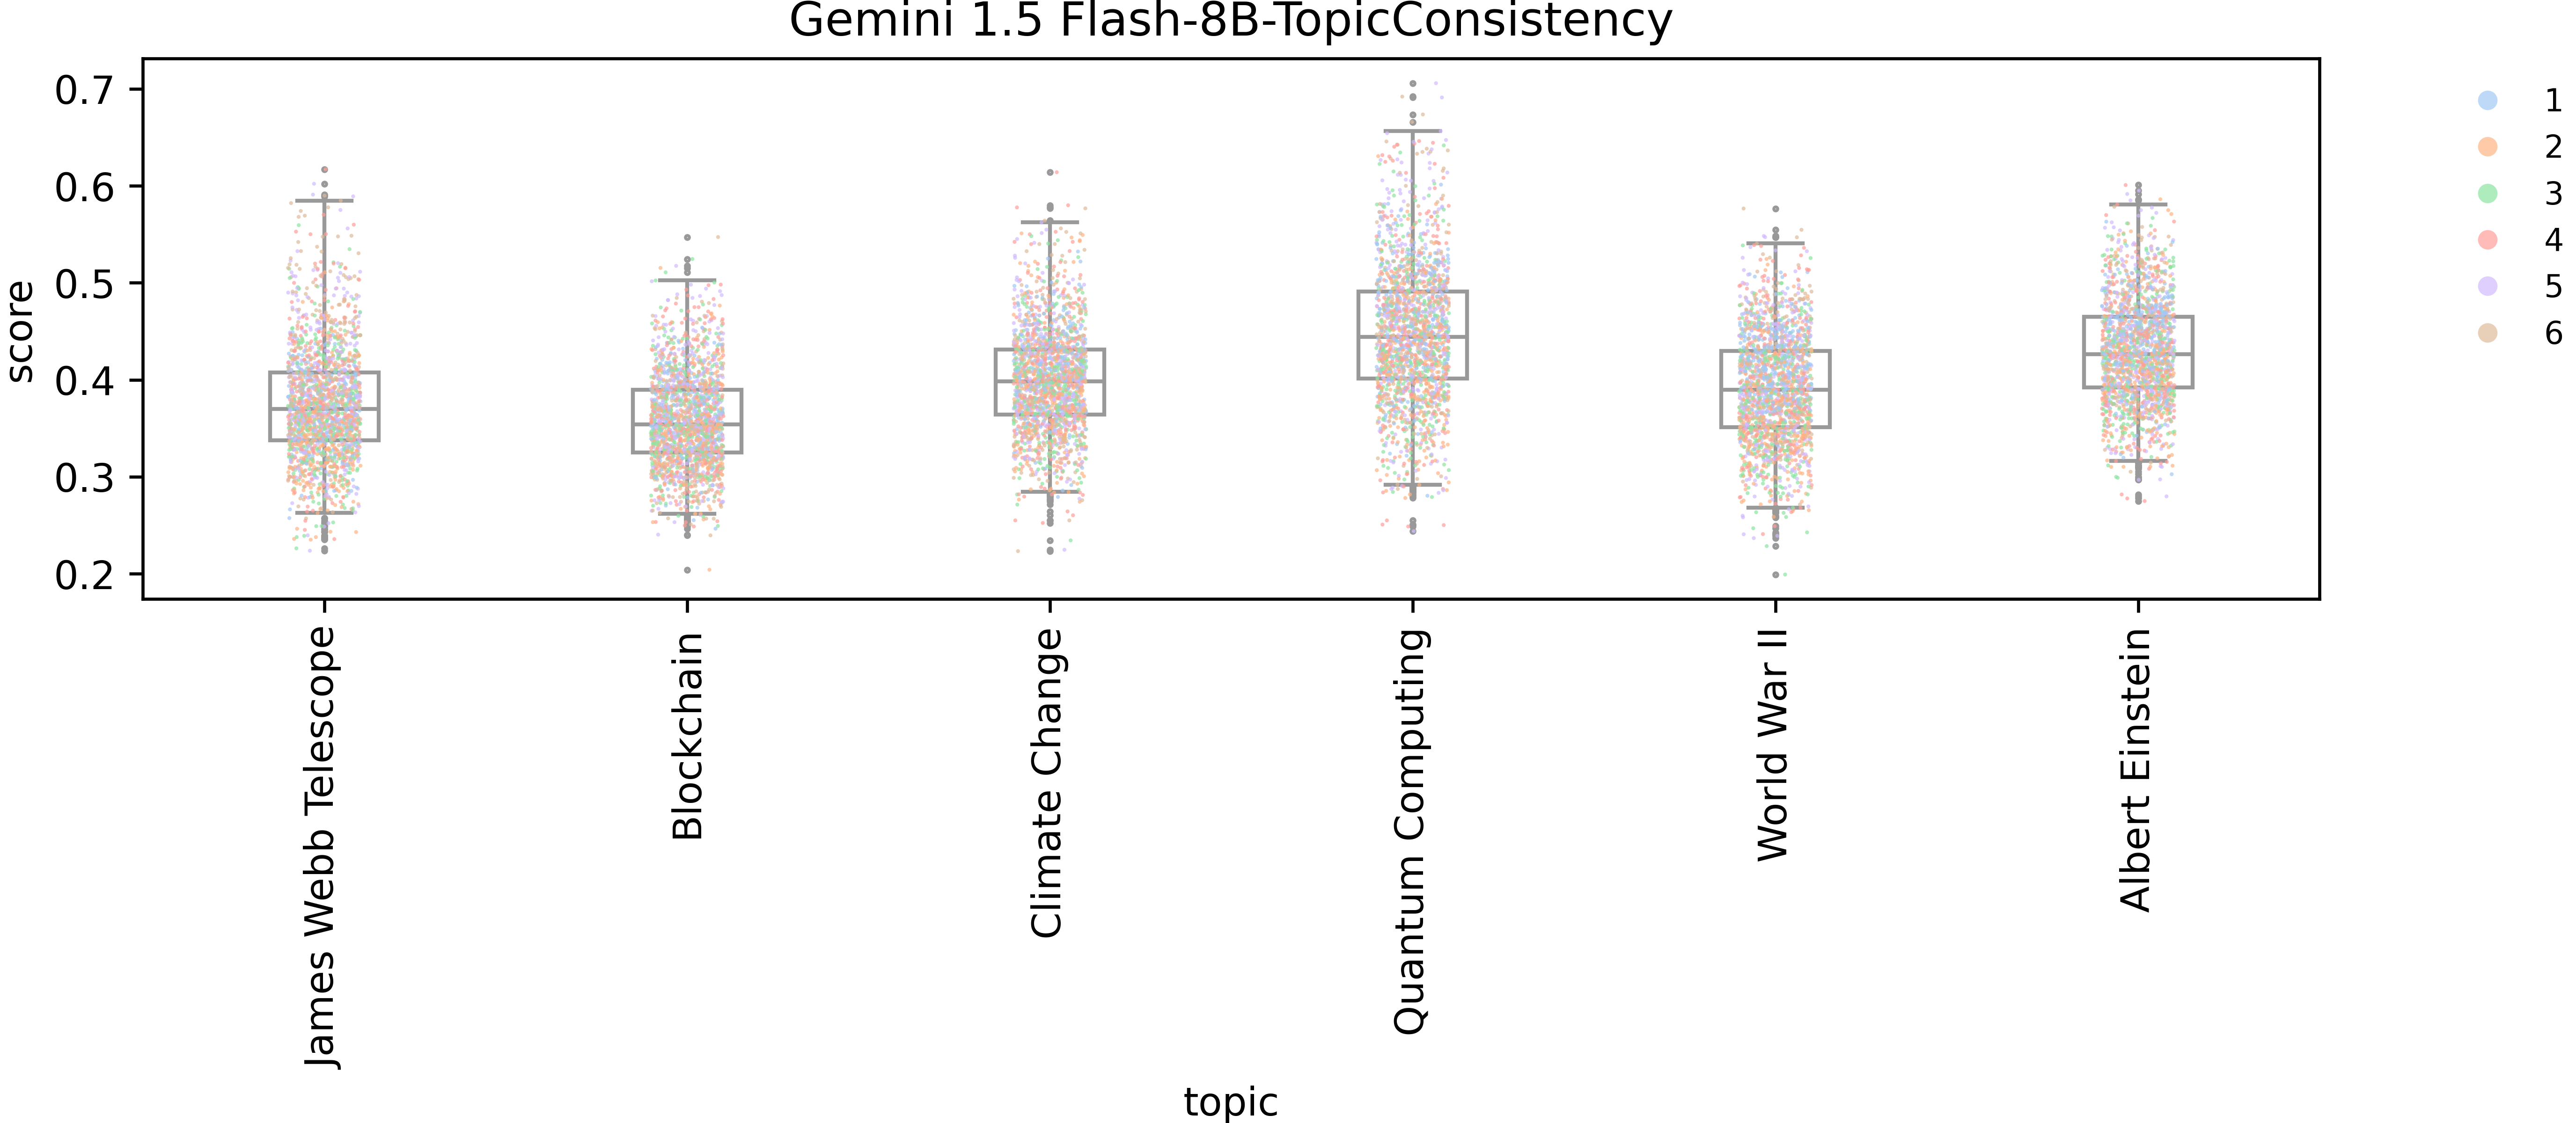 Gemini 1.5 Flash-8B-TopicConsistency
score
0.7
0.6
0.5
0.4
0.3
0.2
James Webb Telescope
Blockchain
Climate Change
Quantum Computing
World War II
Albert Einstein
topic
1
2
3
4
5
6